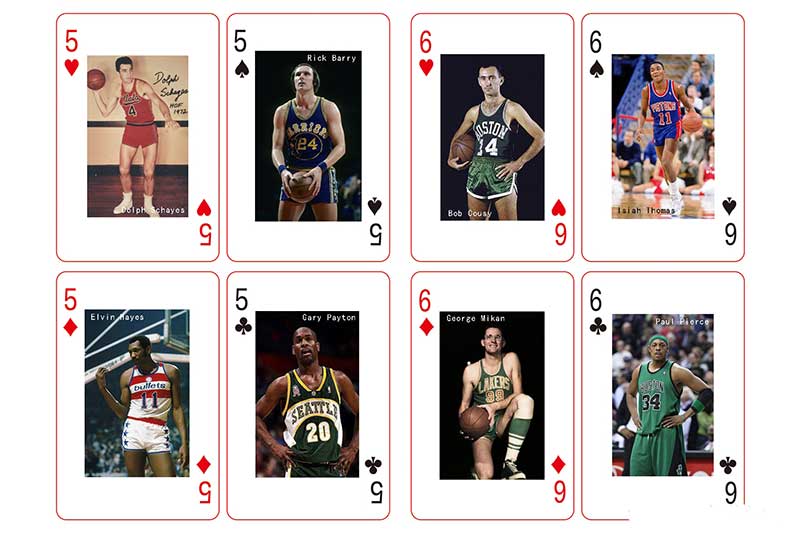 5
Dolph
Schayes
HOF
1972
4
Dolph Schayes
5
5
Rick Barry
WARRIORS
24
5
6
BOSTON
14
Bob Cousy
6
6
PISTONS
11
Isiah Thomas
6
5
Elvin Hayes
bullets
11
5
5
Gary Payton
SEATTLE
20
5
6
George Mikan
LAKERS
99
6
6
Paul Pierce
BOSTON
34
6